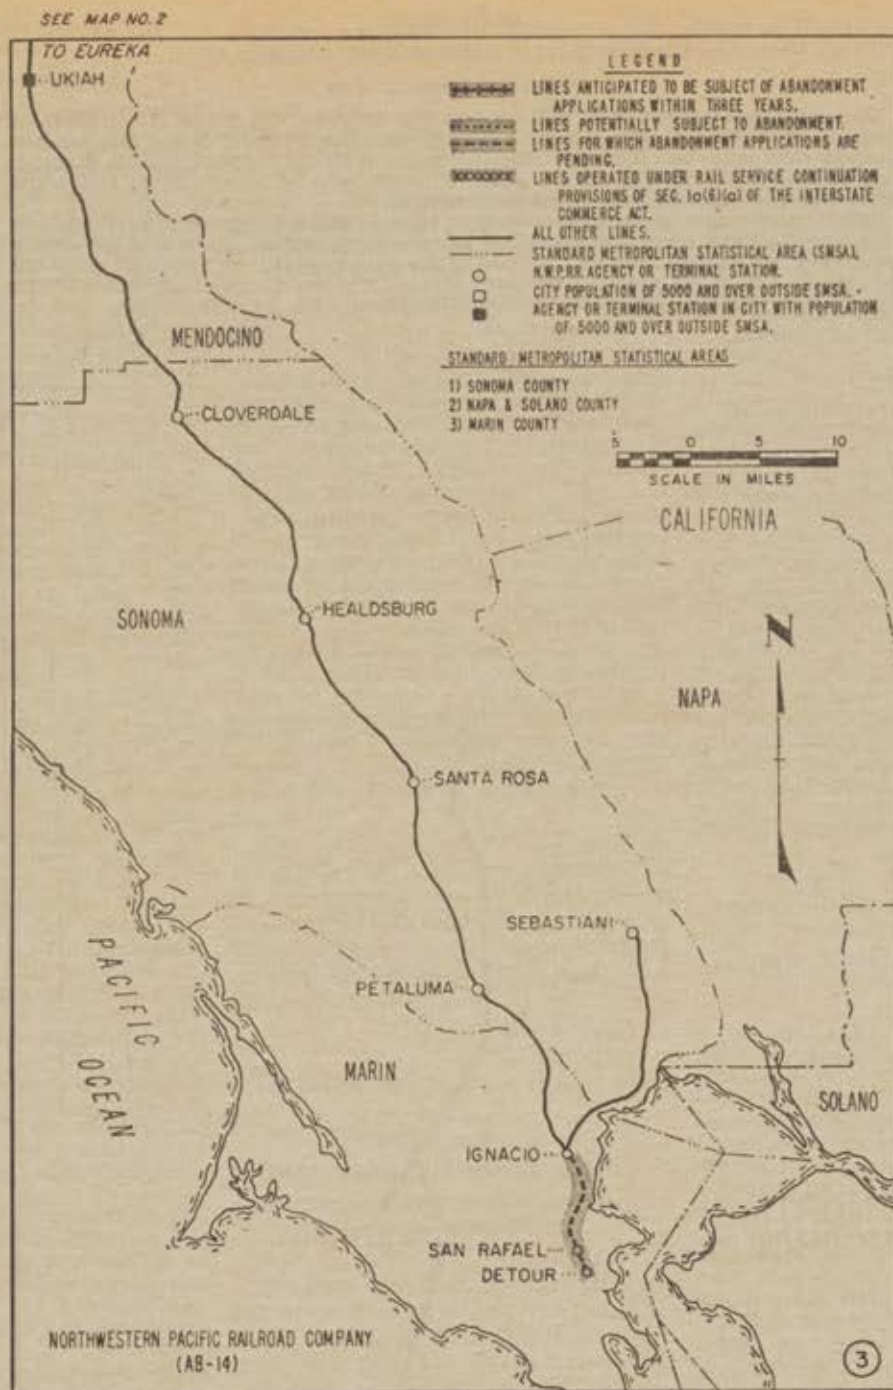 SEE MAP NO. 2
TO EUREKA
UKIAH
LEGEND
LINES ANTICIPATED TO BE SUBJECT OF ABANDONMENT
APPLICATIONS WITHIN THREE YEARS.
LINES POTENTIALLY SUBJECT TO ABANDONMENT.
LINES FOR WHICH ABANDONMENT APPLICATIONS ARE
PENDING.
LINES OPERATED UNDER RAIL SERVICE CONTINUATION
PROVISIONS OF SEC. 1a(6)(a) OF THE INTERSTATE
COMMERCE ACT.
ALL OTHER LINES.
STANDARD METROPOLITAN STATISTICAL AREA (SMSA).
N.W.P.RR. AGENCY OR TERMINAL STATION.
CITY POPULATION OF 5000 AND OVER OUTSIDE SMSA.
AGENCY OR TERMINAL STATION IN CITY WITH POPULATION
OF 5000 AND OVER OUTSIDE SMSA.
STANDARD METROPOLITAN STATISTICAL AREAS
1) SONOMA COUNTY
2) NAPA & SOLANO COUNTY
3) MARIN COUNTY
5 0 5 10
SCALE IN MILES
MENDOCINO
CLOVERDALE
CALIFORNIA
SONOMA
HEALDSBURG
N
NAPA
SANTA ROSA
SEBASTIANI
PETALUMA
PACIFIC
OCEAN
MARIN
SOLANO
IGNACIO
SAN RAFAEL
DETOUR
NORTHWESTERN PACIFIC RAILROAD COMPANY
(AB-14)
3